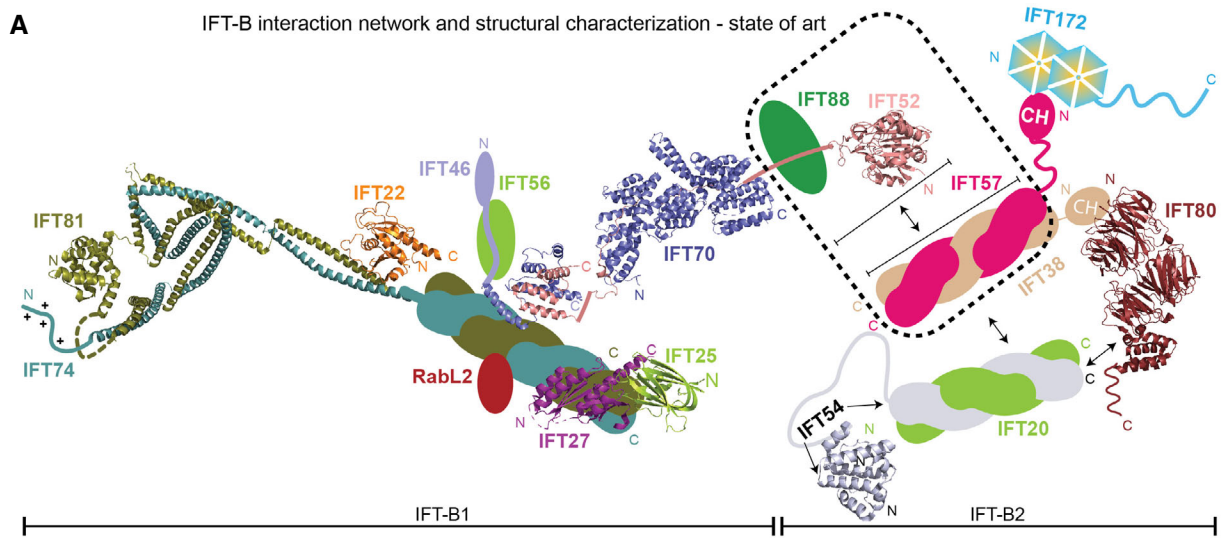 A
IFT-B interaction network and structural characterization - state of art
IFT172
N
C
CH
N
IFT88
IFT52
N
IFT46
IFT56
N
IFT57
N
CH
N
IFT80
IFT81
N
IFT22
N
C
C
IFT70
N
IFT38
C
C
N
+
+
+
+
IFT74
C
C
C
IFT25
N
RabL2
N
IFT27
C
C
C
IFT54
N
N
N
IFT20
C
IFT-B1
IFT-B2